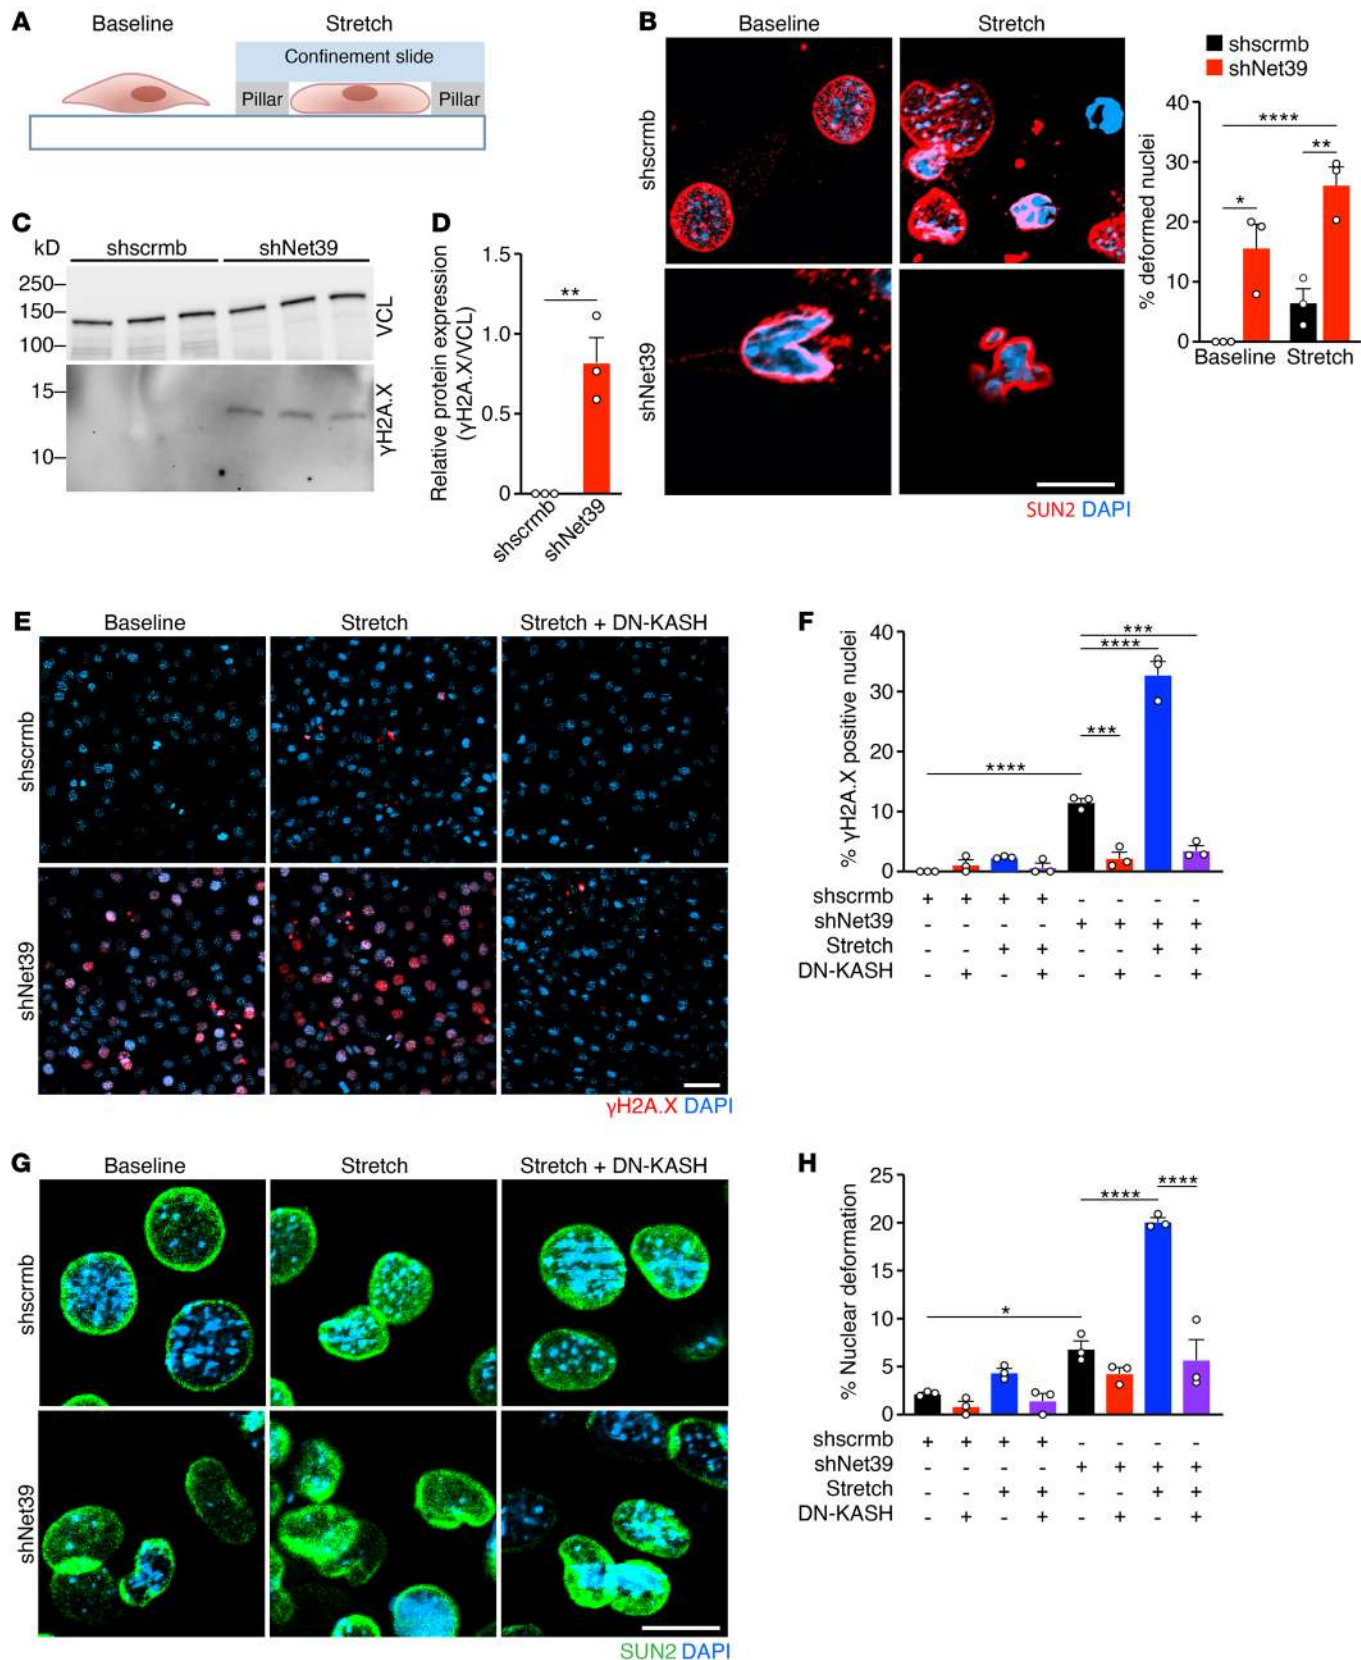 A
Baseline
Stretch
Confinement slide
Pillar
Pillar
B
Baseline
Stretch
shscrmb
shNet39
SUN2 DAPI
shscrmb
shNet39
% deformed nuclei
40
30
20
10
0
****
**
*
Baseline Stretch
C
kD
shscrmb
shNet39
250
150
100
VCL
15
10
γH2A.X
D
Relative protein expression
(γH2A.X/VCL)
1.5
1.0
0.5
0
**
shscrmb
shNet39
E
Baseline
Stretch
Stretch + DN-KASH
shscrmb
shNet39
γH2A.X DAPI
F
% γH2A.X positive nuclei
40
30
20
10
0
***
****
***
****
shscrmb + + + + - - - -
shNet39 - - - - + + + +
Stretch - - + + - - + +
DN-KASH - + - + - + - +
G
Baseline
Stretch
Stretch + DN-KASH
shscrmb
shNet39
SUN2 DAPI
H
% Nuclear deformation
25
20
15
10
5
0
****
****
*
shscrmb + + + + - - - -
shNet39 - - - - + + + +
Stretch - - + + - - + +
DN-KASH - + - + - + - +